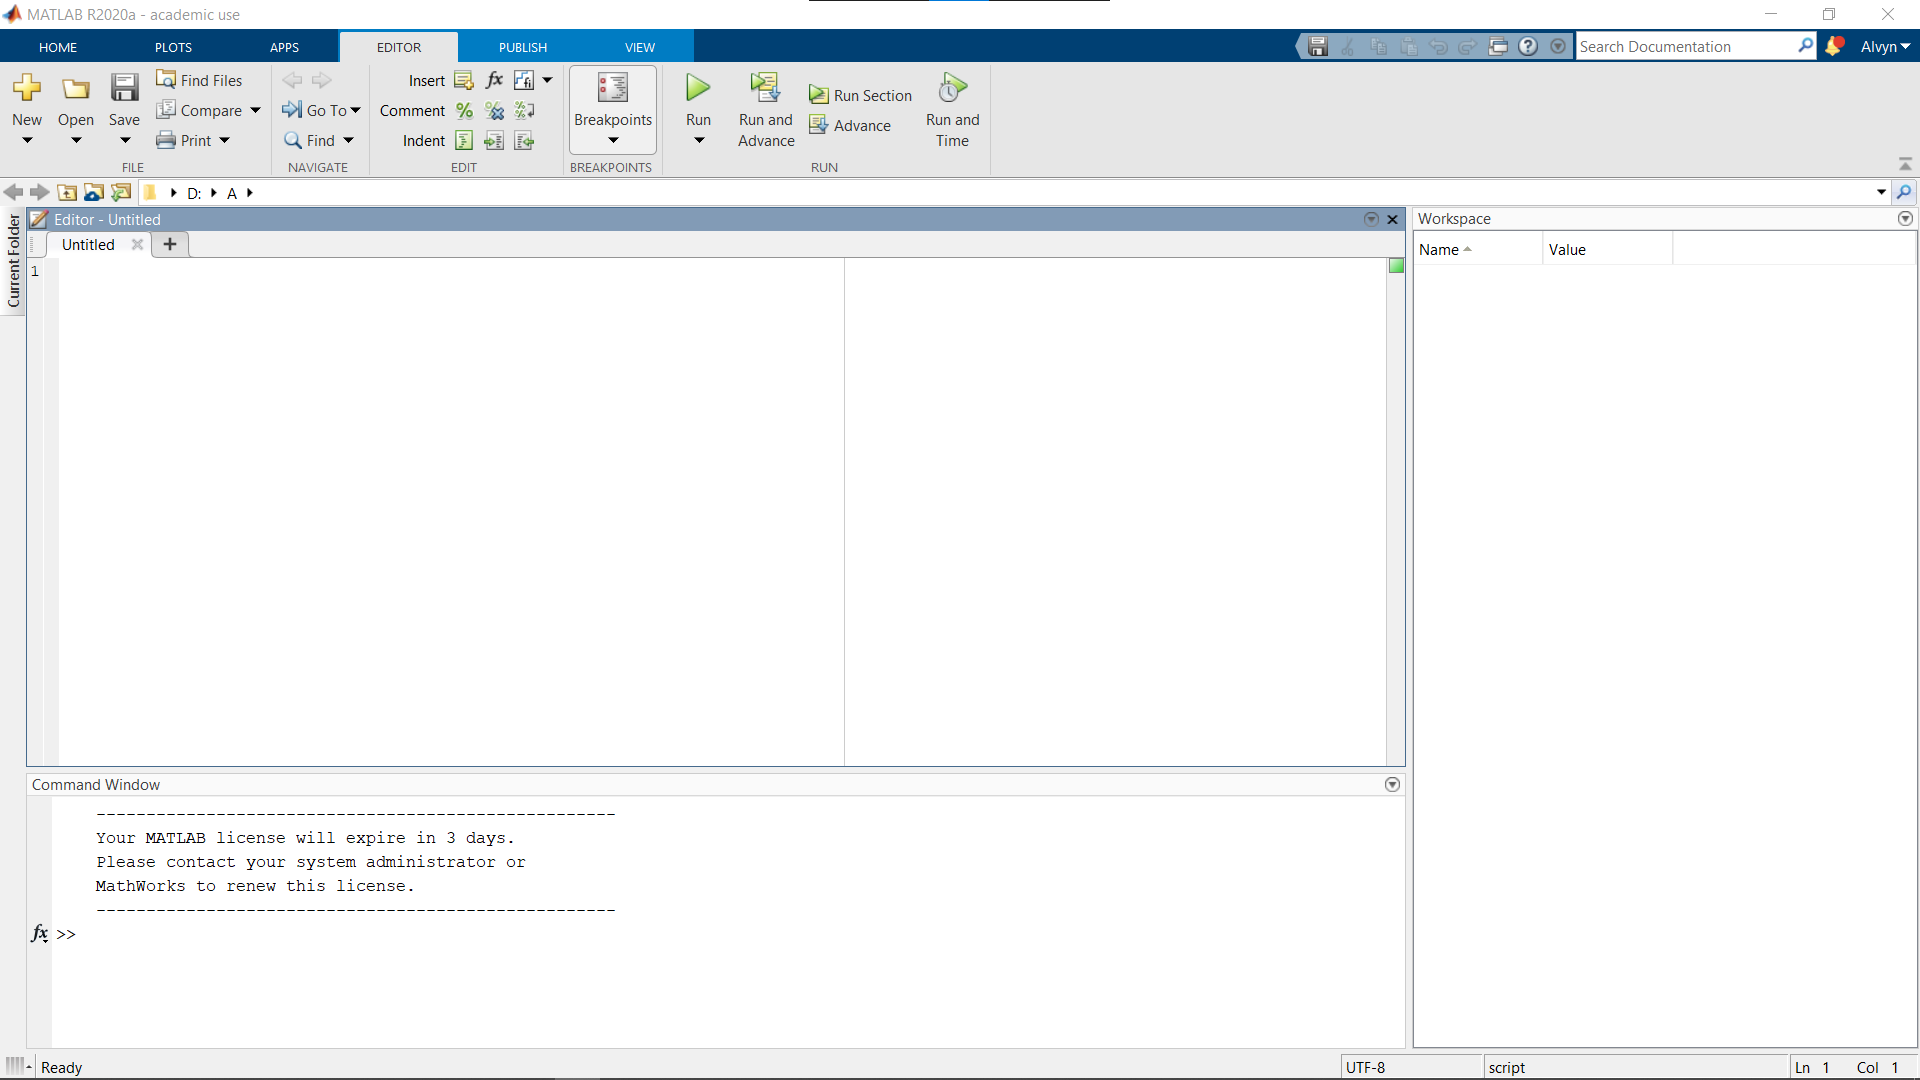 MATLAB R2020a - academic use
HOME PLOTS APPS EDITOR PUBLISH VIEW
Search Documentation
Alvyn
New
Open
Save
Find Files
Compare
Print
FILE
Go To
Find
NAVIGATE
Insert fx fi
Comment % % %
Indent
EDIT
Breakpoints
BREAKPOINTS
Run
Run and
Advance
Run Section
Advance
Run and
Time
RUN
D: A
Current Folder
Editor - Untitled
Untitled
1
Workspace
Name Value
Command Window
----------------------------------------------------
Your MATLAB license will expire in 3 days.
Please contact your system administrator or
MathWorks to renew this license.
----------------------------------------------------
fx >>
Ready
UTF-8
script
Ln 1 Col 1